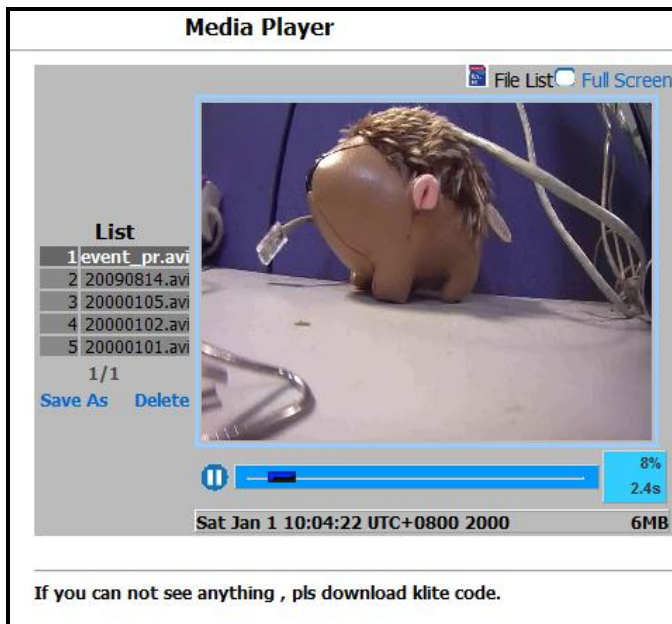 Media Player
File List Full Screen
List
1 event_pr.avi
2 20090814.avi
3 20000105.avi
4 20000102.avi
5 20000101.avi
1/1
Save As Delete
8%
2.4s
Sat Jan 1 10:04:22 UTC+0800 2000 6MB
If you can not see anything , pls download klite code.